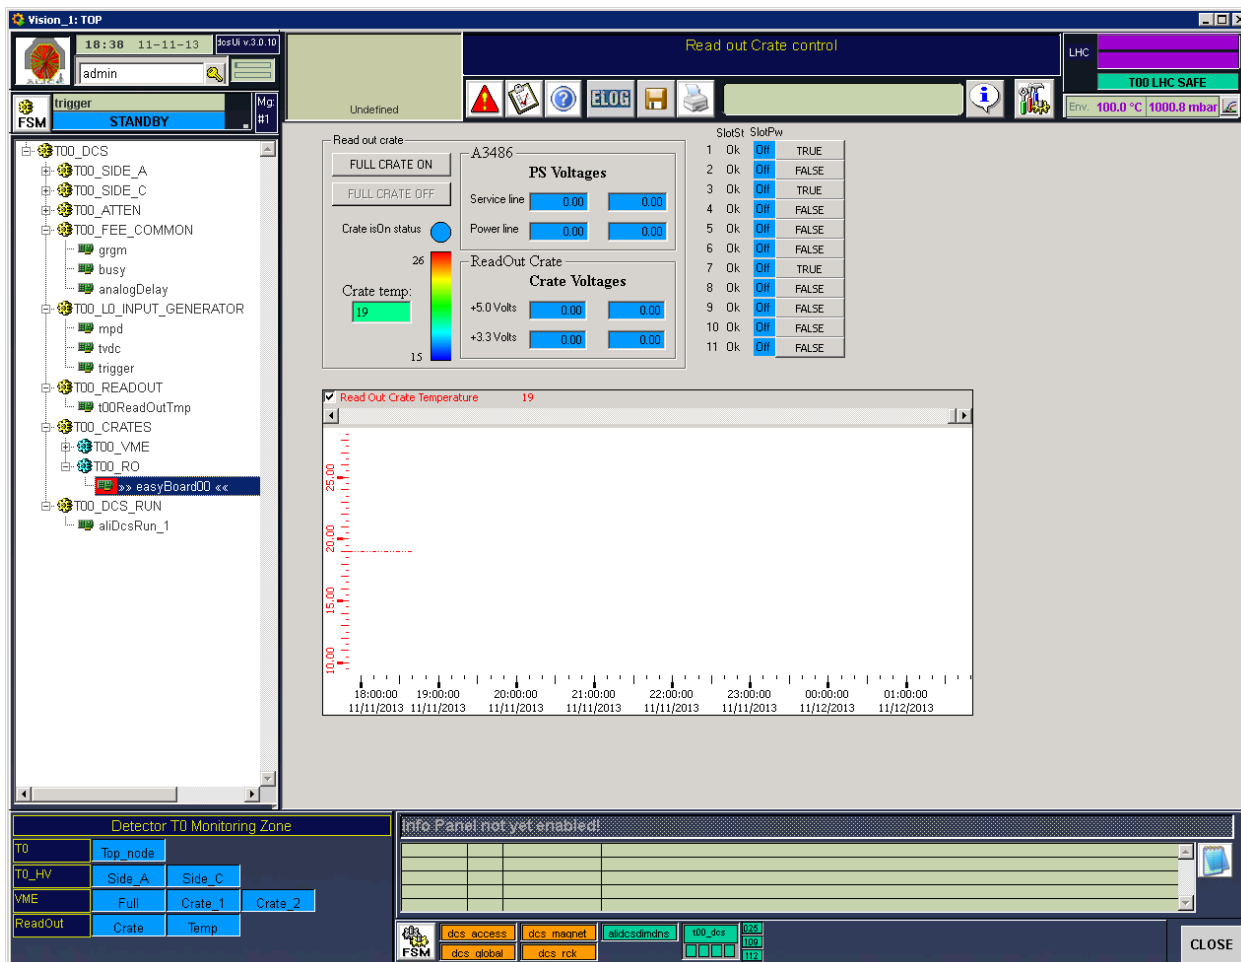 Vision_1: TOP
18:38 11-11-13
dcsUi v.3.0.10
admin
ALICE
trigger
Mg:
FSM
STANDBY
#1
Undefined
Read out Crate control
ELOG
LHC
T00 LHC SAFE
Env. 100.0 °C 1000.8 mbar
T00_DCS
T00_SIDE_A
T00_SIDE_C
T00_ATTEN
T00_FEE_COMMON
grgm
busy
analogDelay
T00_L0_INPUT_GENERATOR
mpd
tvdc
trigger
T00_READOUT
t00ReadOutTmp
T00_CRATES
T00_VME
T00_RO
>> easyBoard00 <<
T00_DCS_RUN
aliDcsRun_1
Read out crate
FULL CRATE ON
FULL CRATE OFF
Crate isOn status
26
Crate temp:
19
15
A3486
PS Voltages
Service line 0.00 0.00
Power line 0.00 0.00
ReadOut Crate
Crate Voltages
+5.0 Volts 0.00 0.00
+3.3 Volts 0.00 0.00
SlotSt SlotPw
1 Ok Off TRUE
2 Ok Off FALSE
3 Ok Off TRUE
4 Ok Off FALSE
5 Ok Off FALSE
6 Ok Off FALSE
7 Ok Off TRUE
8 Ok Off FALSE
9 Ok Off FALSE
10 Ok Off FALSE
11 Ok Off FALSE
Read Out Crate Temperature 19
25.00
20.00
15.00
10.00
18:00:00 19:00:00 20:00:00 21:00:00 22:00:00 23:00:00 00:00:00 01:00:00
11/11/2013 11/11/2013 11/11/2013 11/11/2013 11/11/2013 11/11/2013 11/12/2013 11/12/2013
Detector T0 Monitoring Zone
T0 Top_node
T0_HV Side_A Side_C
VME Full Crate_1 Crate_2
ReadOut Crate Temp
Info Panel not yet enabled!
FSM
dcs_access dcs_magnet alidcsdimdns t00_dcs
dcs_global dcs_rck
025
109
112
CLOSE